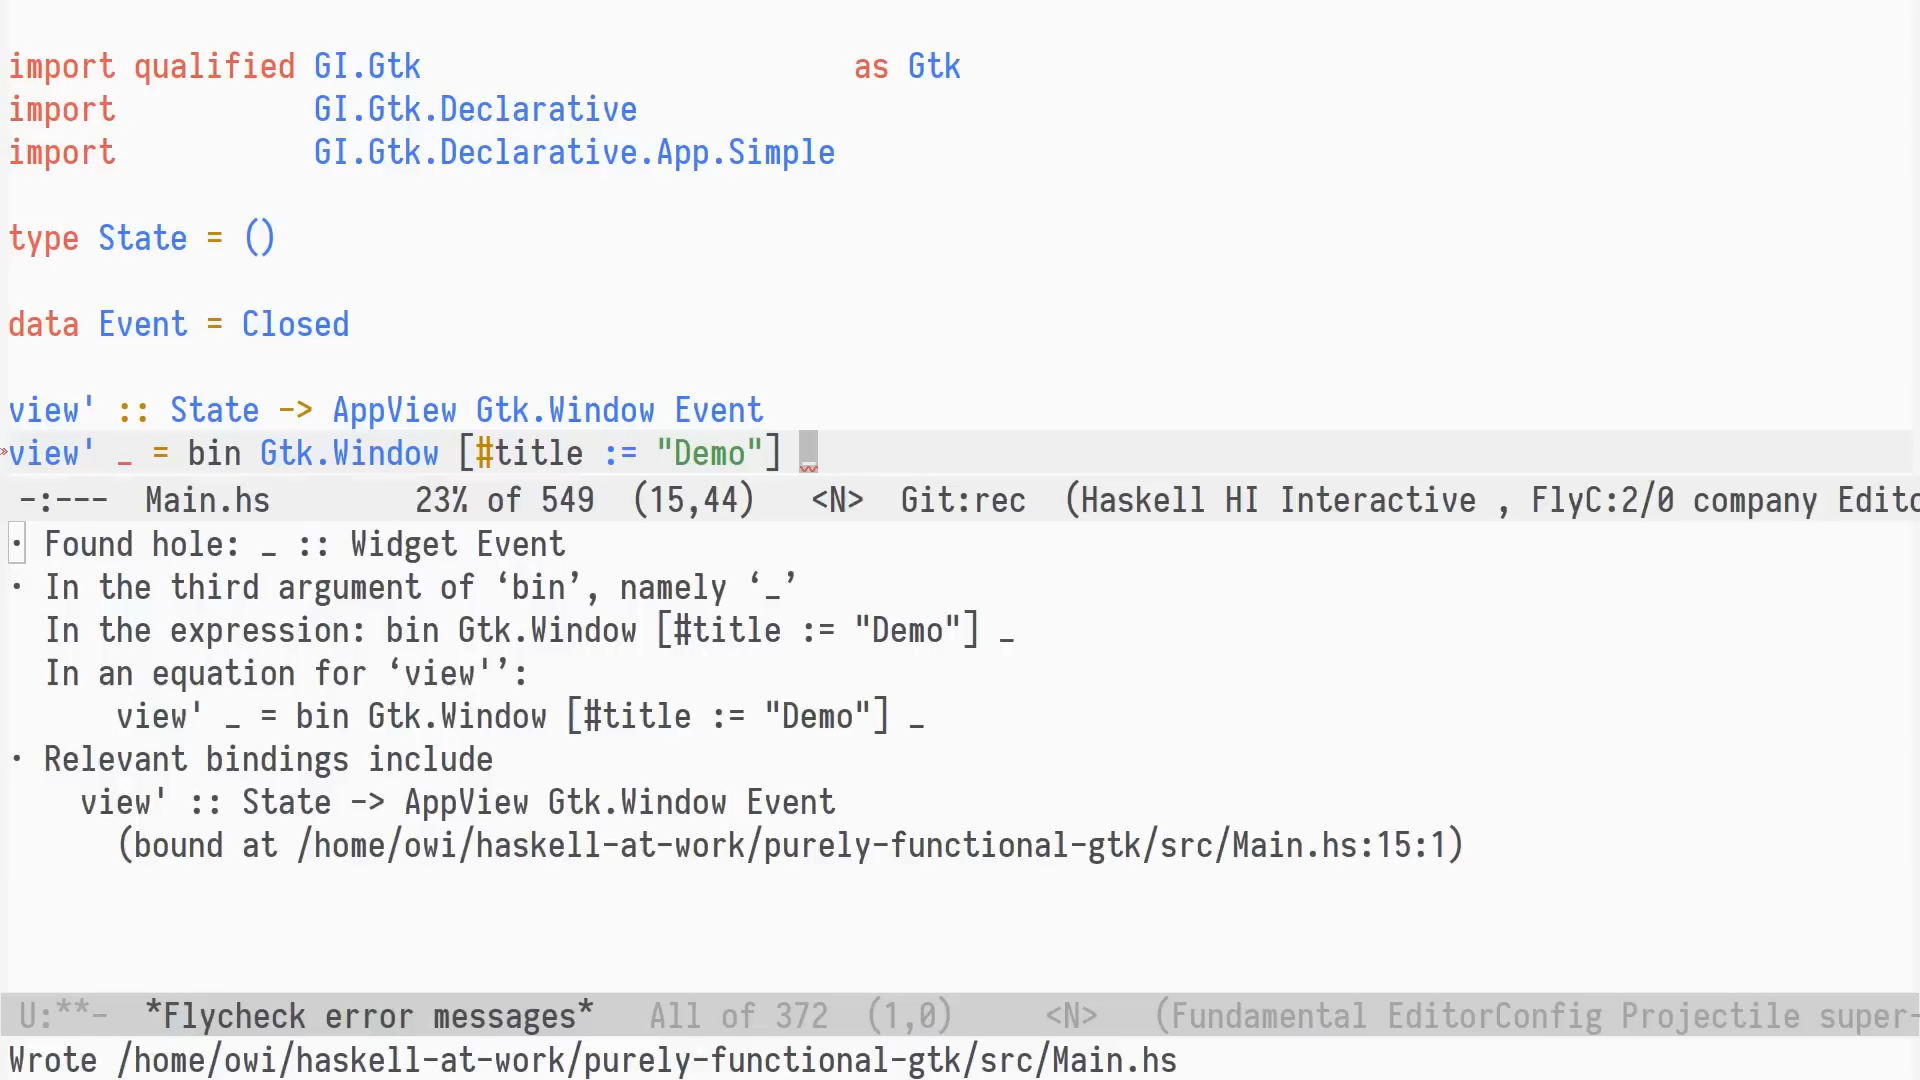 import qualified GI.Gtk                        as Gtk
import           GI.Gtk.Declarative
import           GI.Gtk.Declarative.App.Simple
type State = ()
data Event = Closed
view' :: State -> AppView Gtk.Window Event
view' _ = bin Gtk.Window [#title := "Demo"] _
-:---  Main.hs        23% of 549  (15,44)   <N>  Git:rec  (Haskell HI Interactive , FlyC:2/0 company Edito
· Found hole: _ :: Widget Event
· In the third argument of ‘bin’, namely ‘_’
  In the expression: bin Gtk.Window [#title := "Demo"] _
  In an equation for ‘view'’:
      view' _ = bin Gtk.Window [#title := "Demo"] _
· Relevant bindings include
    view' :: State -> AppView Gtk.Window Event
      (bound at /home/owi/haskell-at-work/purely-functional-gtk/src/Main.hs:15:1)
U:**-  *Flycheck error messages*   All of 372  (1,0)     <N>   (Fundamental EditorConfig Projectile super-
Wrote /home/owi/haskell-at-work/purely-functional-gtk/src/Main.hs